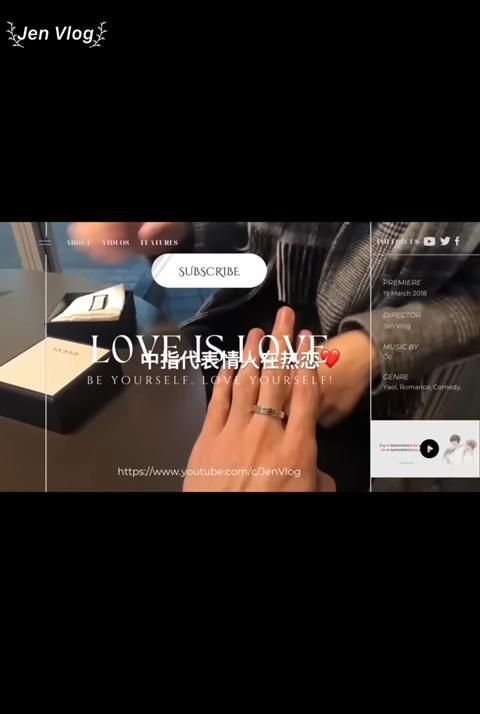 Jen Vlog
ABOUT VIDEOS FEATURES
FOLLOW US
SUBSCRIBE
PREMIERE
19 March 2018
DIRECTOR
Jen Vlog
MUSIC BY
GENRE
Yaoi, Romance, Comedy,
LOVE IS LOVE
中指代表情人在热恋❤️
BE YOURSELF, LOVE YOURSELF!
GUCCI
https://www.youtube.com/c/JenVlog